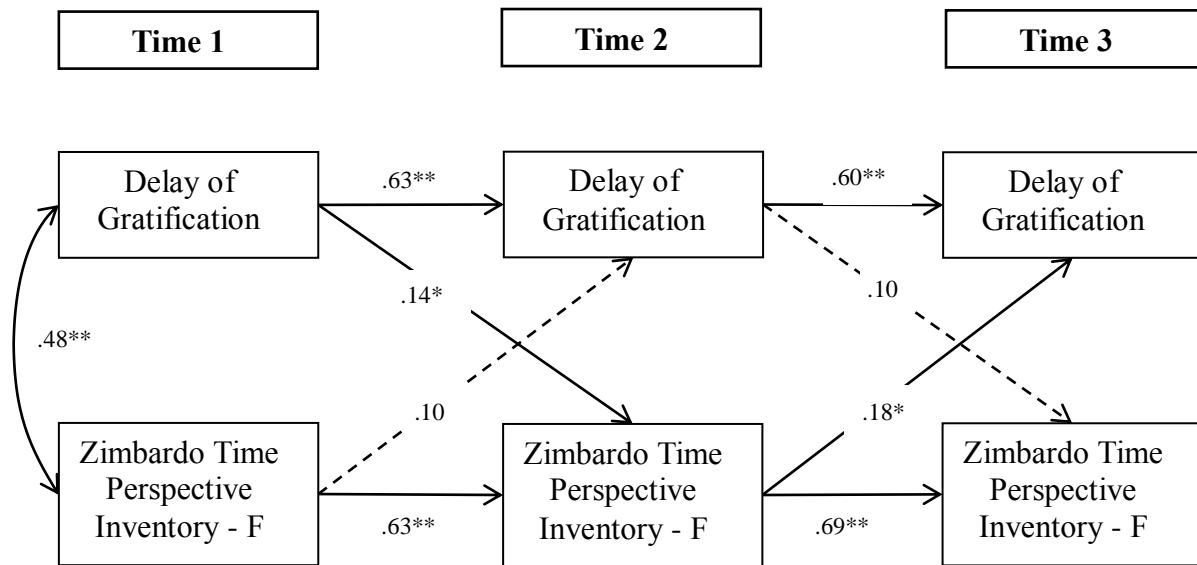 Time 1
Time 2
Time 3
Delay of
Gratification
.63**
Delay of
Gratification
.60**
Delay of
Gratification
.14*
.10
.48**
.10
.18*
Zimbardo Time
Perspective
Inventory - F
.63**
Zimbardo Time
Perspective
Inventory - F
.69**
Zimbardo Time
Perspective
Inventory - F